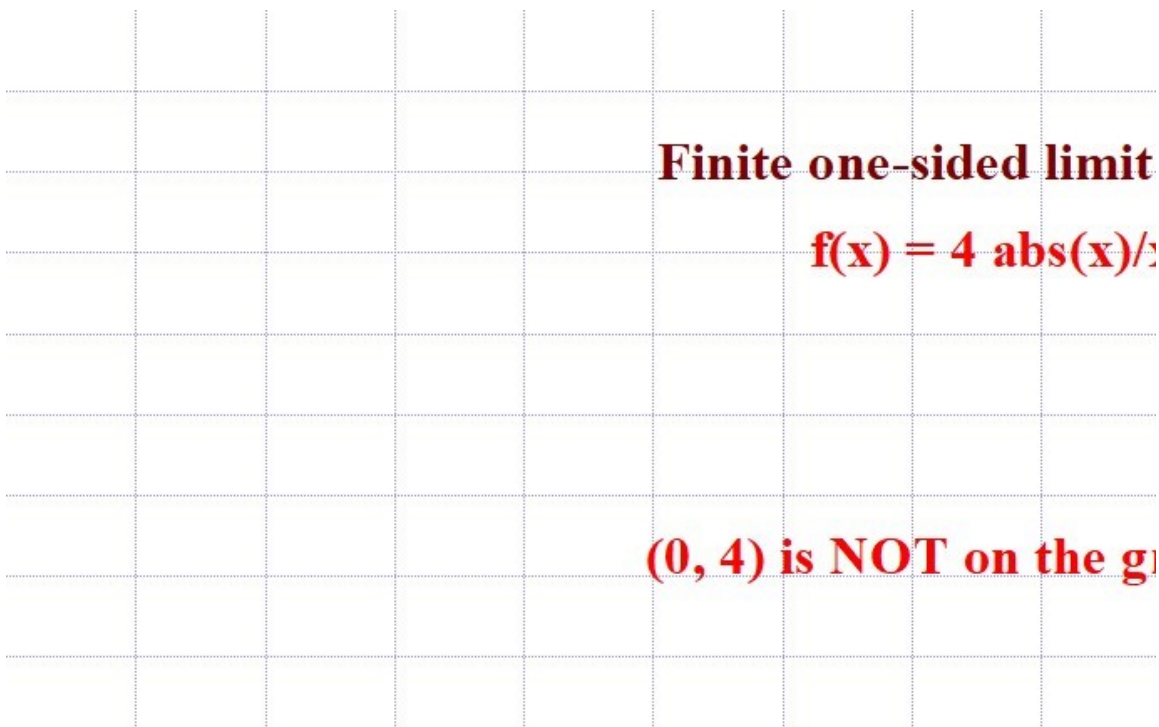 Finite one-sided limit
f(x) = 4 abs(x)/
(0, 4) is NOT on the